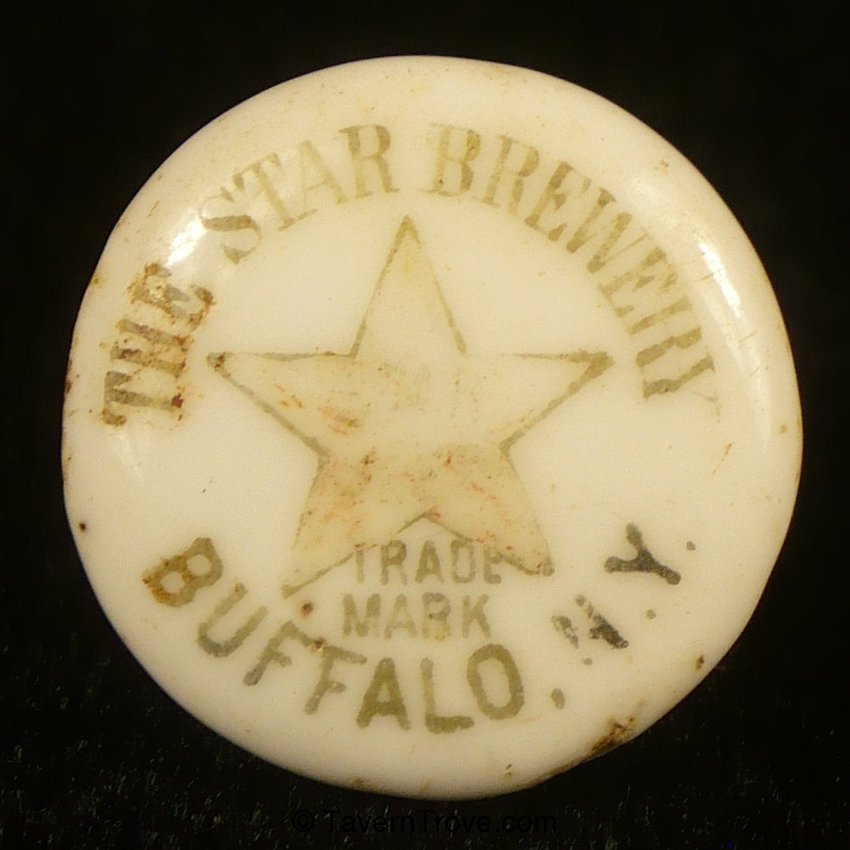 THE STAR BREWERY
TRADE
MARK
BUFFALO, N.Y.
© TavernTrove.com